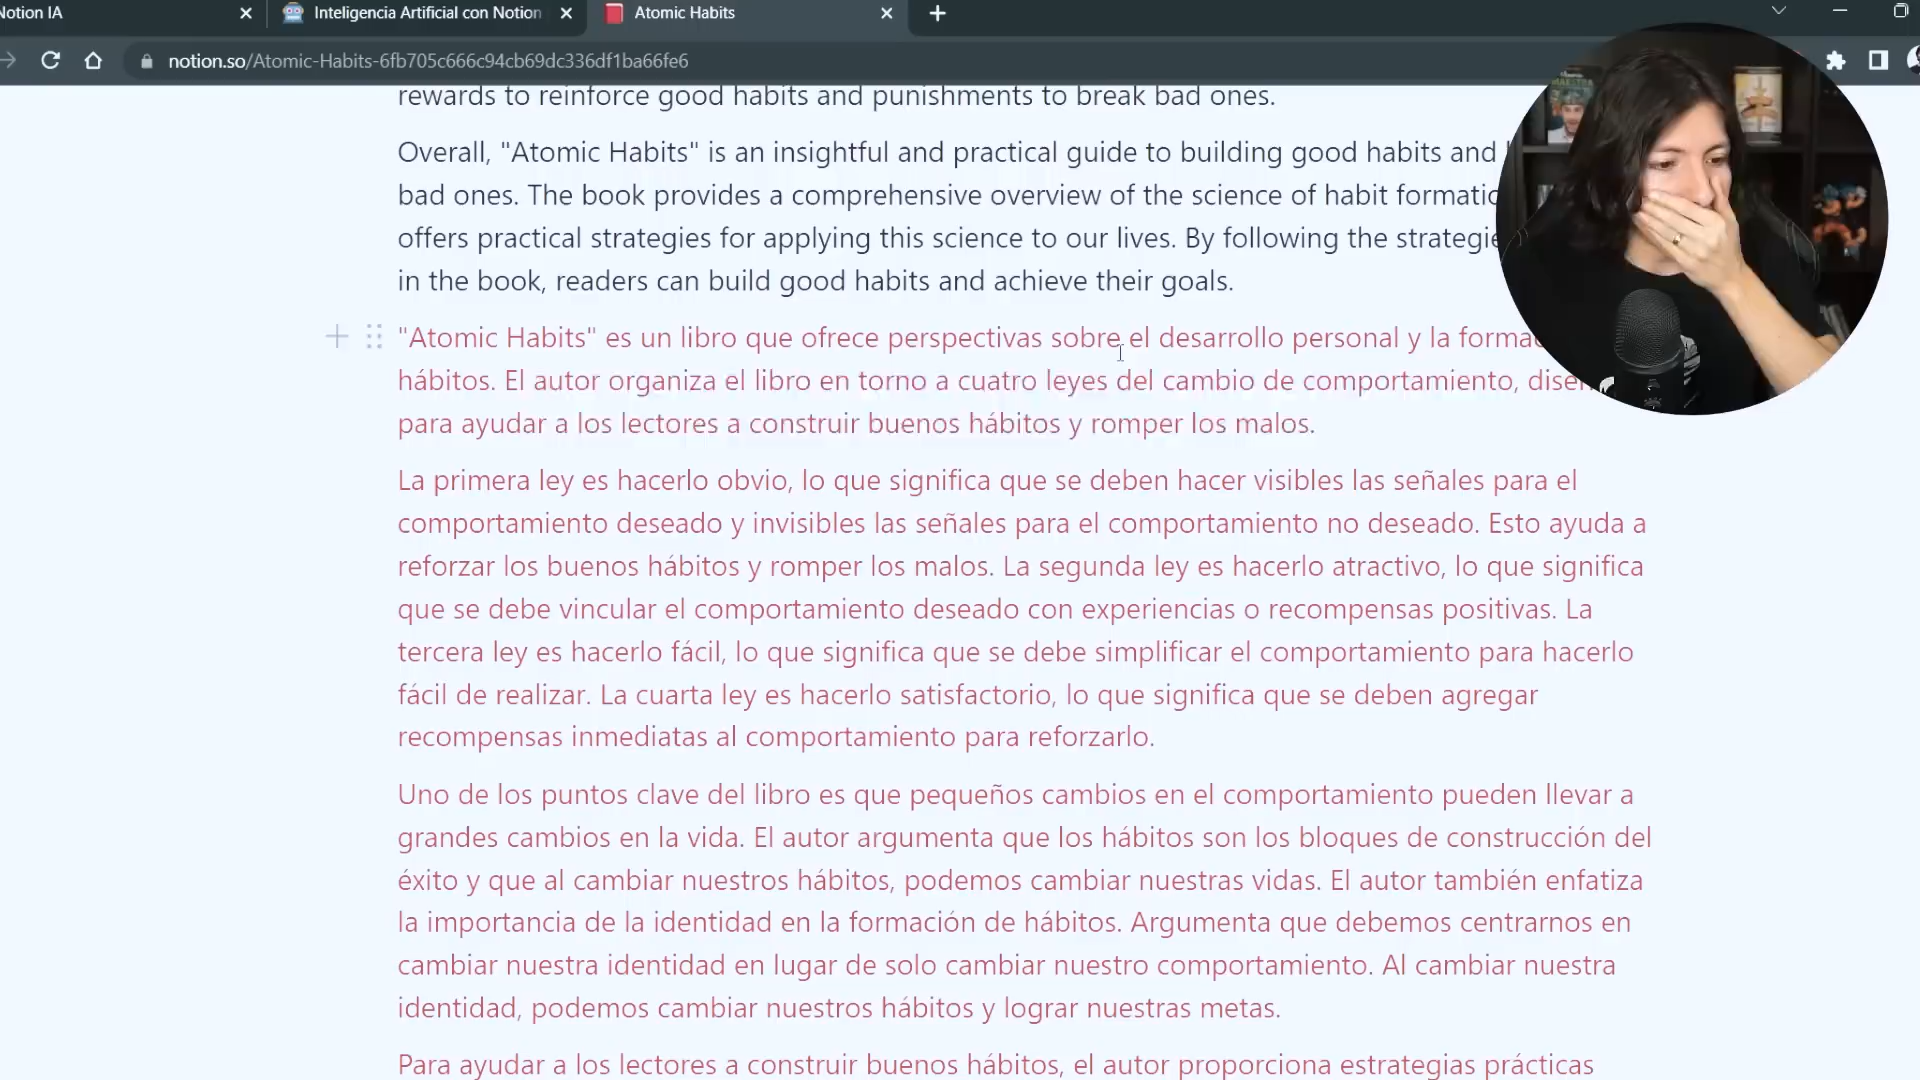 Notion IA
Inteligencia Artificial con Notion
Atomic Habits
notion.so/Atomic-Habits-6fb705c666c94cb69dc336df1ba66fe6
rewards to reinforce good habits and punishments to break bad ones.
Overall, "Atomic Habits" is an insightful and practical guide to building good habits and
bad ones. The book provides a comprehensive overview of the science of habit
offers practical strategies for applying this science to our lives. By following the
in the book, readers can build good habits and achieve their goals.
"Atomic Habits" es un libro que ofrece perspectivas sobre el desarrollo personal y la
hábitos. El autor organiza el libro en torno a cuatro leyes del cambio de comportamiento,
para ayudar a los lectores a construir buenos hábitos y romper los malos.
La primera ley es hacerlo obvio, lo que significa que se deben hacer visibles las señales para el
comportamiento deseado y invisibles las señales para el comportamiento no deseado. Esto ayuda a
reforzar los buenos hábitos y romper los malos. La segunda ley es hacerlo atractivo, lo que significa
que se debe vincular el comportamiento deseado con experiencias o recompensas positivas. La
tercera ley es hacerlo fácil, lo que significa que se debe simplificar el comportamiento para hacerlo
fácil de realizar. La cuarta ley es hacerlo satisfactorio, lo que significa que se deben agregar
recompensas inmediatas al comportamiento para reforzarlo.
Uno de los puntos clave del libro es que pequeños cambios en el comportamiento pueden llevar a
grandes cambios en la vida. El autor argumenta que los hábitos son los bloques de construcción del
éxito y que al cambiar nuestros hábitos, podemos cambiar nuestras vidas. El autor también enfatiza
la importancia de la identidad en la formación de hábitos. Argumenta que debemos centrarnos en
cambiar nuestra identidad en lugar de solo cambiar nuestro comportamiento. Al cambiar nuestra
identidad, podemos cambiar nuestros hábitos y lograr nuestras metas.
Para ayudar a los lectores a construir buenos hábitos, el autor proporciona estrategias prácticas